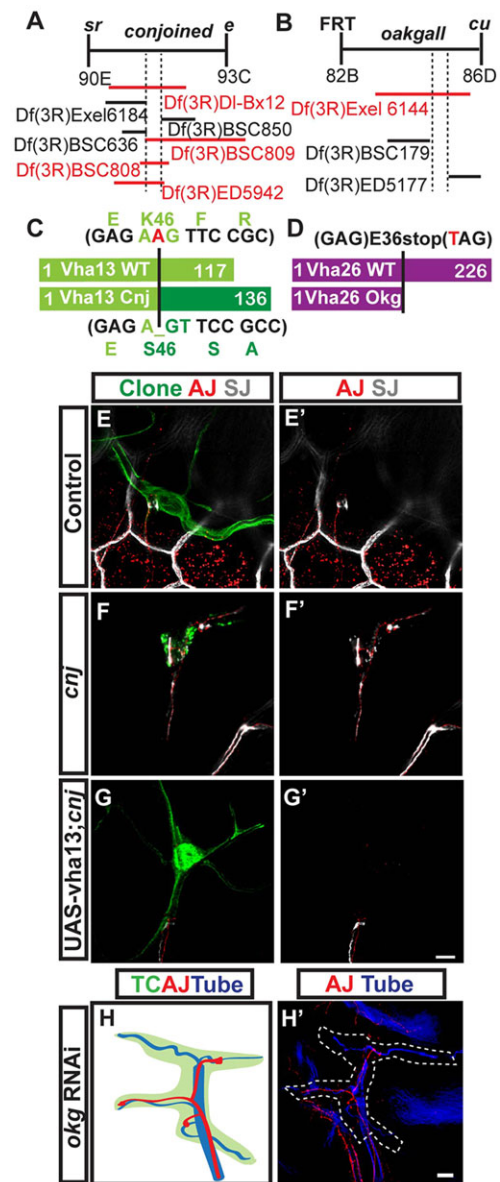 A
sr
conjoined
e
90E
93C
Df(3R)Dl-Bx12
Df(3R)Exel6184
Df(3R)BSC850
Df(3R)BSC636
Df(3R)BSC809
Df(3R)BSC808
Df(3R)ED5942
B
FRT
oakgall
cu
82B
86D
Df(3R)Exel 6144
Df(3R)BSC179
Df(3R)ED5177
C
E K46 F R
(GAG AAG TTC CGC)
1 Vha13 WT 117
1 Vha13 Cnj 136
(GAG A_GT TCC GCC)
E S46 S A
D
(GAG)E36stop(TAG)
1 Vha26 WT 226
1Vha26 Okg
Clone AJ SJ
AJ SJ
Control
E
E'
cnj
F
F'
UAS-vha13;cnj
G
G'
TCAJTube
AJ Tube
okg RNAi
H
H'